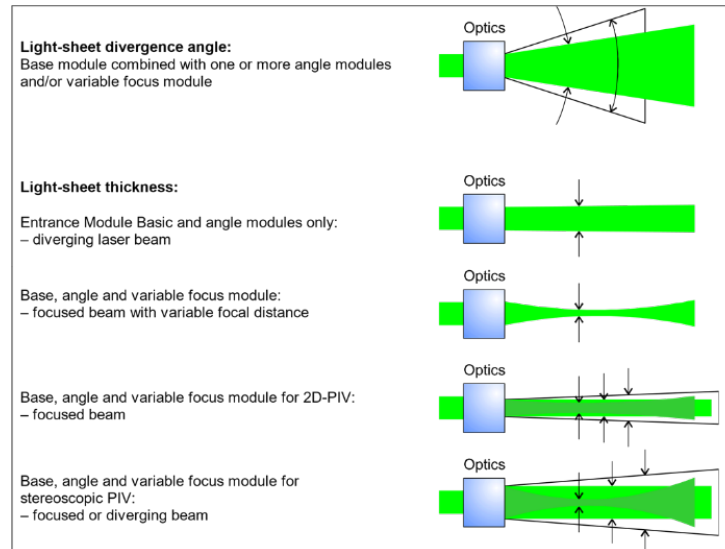 Optics
Light-sheet divergence angle:
Base module combined with one or more angle modules
and/or variable focus module
Optics
Light-sheet thickness:
Entrance Module Basic and angle modules only:
– diverging laser beam
Optics
Base, angle and variable focus module:
– focused beam with variable focal distance
Optics
Base, angle and variable focus module for 2D-PIV:
– focused beam
Optics
Base, angle and variable focus module for
stereoscopic PIV:
– focused or diverging beam